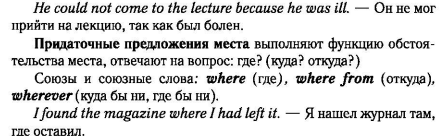 He could not come to the lecture because he was ill. — Он не мог
прийти на лекцию, так как был болен.
Придаточные предложения места выполняют функцию обстоя-
тельства места, отвечают на вопрос: где? (куда? откуда?)
Союзы и союзные слова: where (где), where from (откуда),
wherever (куда бы ни, где бы ни).
I found the magazine where I had left it. — Я нашел журнал там,
где оставил.